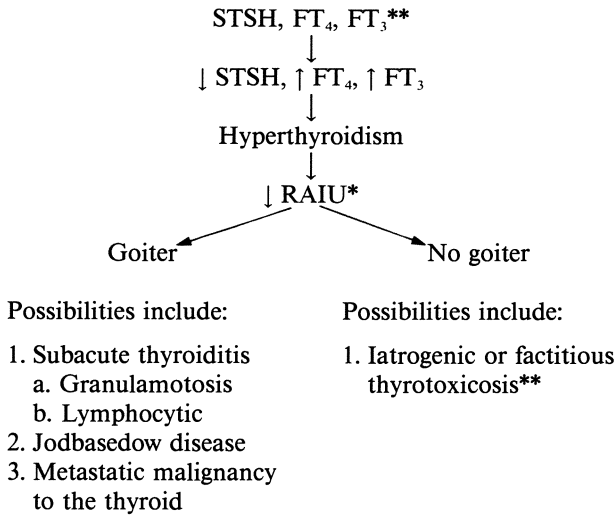 STSH, FT₄, FT₃**
↓ STSH, ↑ FT₄, ↑ FT₃
Hyperthyroidism
↓ RAIU*
Goiter
No goiter
Possibilities include:
1. Subacute thyroiditis
a. Granulamotosis
b. Lymphocytic
2. Jodbasedow disease
3. Metastatic malignancy
to the thyroid
Possibilities include:
1. Iatrogenic or factitious
thyrotoxicosis**